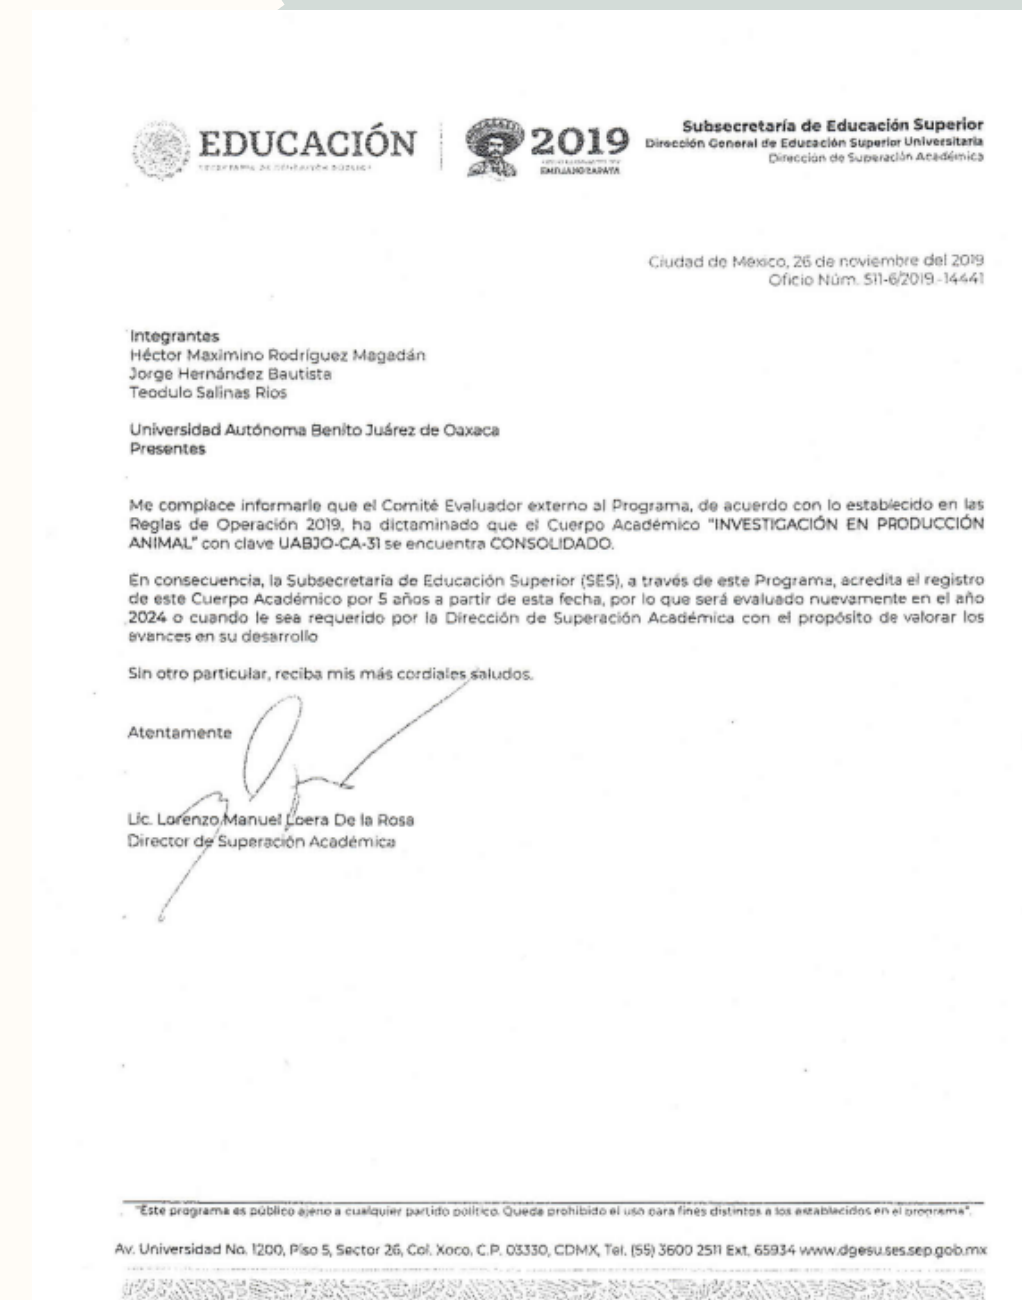 EDUCACIÓN
SECRETARÍA DE EDUCACIÓN PÚBLICA
2019
EMILIANO ZAPATA
Subsecretaría de Educación Superior
Dirección General de Educación Superior Universitaria
Dirección de Superación Académica
Ciudad de México, 26 de noviembre del 2019
Oficio Núm. 511-6/2019.-14441
Integrantes
Héctor Maximino Rodríguez Magadán
Jorge Hernández Bautista
Teodulo Salinas Rios
Universidad Autónoma Benito Juárez de Oaxaca
Presentes
Me complace informarle que el Comité Evaluador externo al Programa, de acuerdo con lo establecido en las
Reglas de Operación 2019, ha dictaminado que el Cuerpo Académico "INVESTIGACIÓN EN PRODUCCIÓN
ANIMAL" con clave UABJO-CA-31 se encuentra CONSOLIDADO.
En consecuencia, la Subsecretaría de Educación Superior (SES), a través de este Programa, acredita el registro
de este Cuerpo Académico por 5 años a partir de esta fecha, por lo que será evaluado nuevamente en el año
2024 o cuando le sea requerido por la Dirección de Superación Académica con el propósito de valorar los
avances en su desarrollo
Sin otro particular, reciba mis más cordiales saludos.
Atentamente
Lic. Lorenzo Manuel Loera De la Rosa
Director de Superación Académica
"Este programa es público ajeno a cualquier partido político. Queda prohibido el uso para fines distintos a los establecidos en el programa".
Av. Universidad No. 1200, Piso 5, Sector 26, Col. Xoco, C.P. 03330, CDMX, Tel. (55) 3600 2511 Ext. 65934 www.dgesu.ses.sep.gob.mx